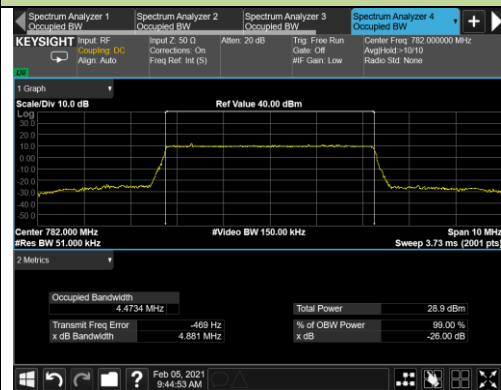 Spectrum Analyzer 1 Spectrum Analyzer 2 Spectrum Analyzer 3 Spectrum Analyzer 4
Occupied BW Occupied BW Occupied BW Occupied BW
KEYSIGHT Input: RF Input Z: 50 Ω Atten: 20 dB Trig: Free Run Center Freq: 782.000000 MHz
Coupling: DC Corrections: On Gate: Off Avg|Hold:>10/10
Align: Auto Freq Ref: Int (S) #IF Gain: Low Radio Std: None
1 Graph
Scale/Div 10.0 dB Ref Value 40.00 dBm
Log
30.0
20.0
10.0
0.00
-10.0
-20.0
-30.0
-40.0
-50.0
Center 782.000 MHz #Video BW 150.00 kHz Span 10 MHz
#Res BW 51.000 kHz Sweep 3.73 ms (2001 pts)
2 Metrics
Occupied Bandwidth
4.4734 MHz Total Power 28.9 dBm
Transmit Freq Error -469 Hz % of OBW Power 99.00 %
x dB Bandwidth 4.881 MHz x dB -26.00 dB
Feb 05, 2021
9:44:53 AM